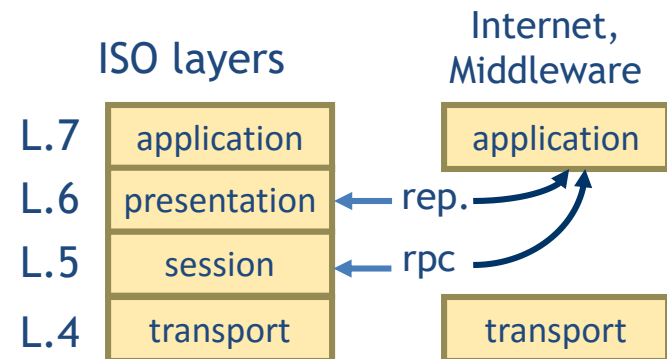 ISO layers
Internet,
Middleware
L.7 application application
L.6 presentation rep.
L.5 session rpc
L.4 transport transport